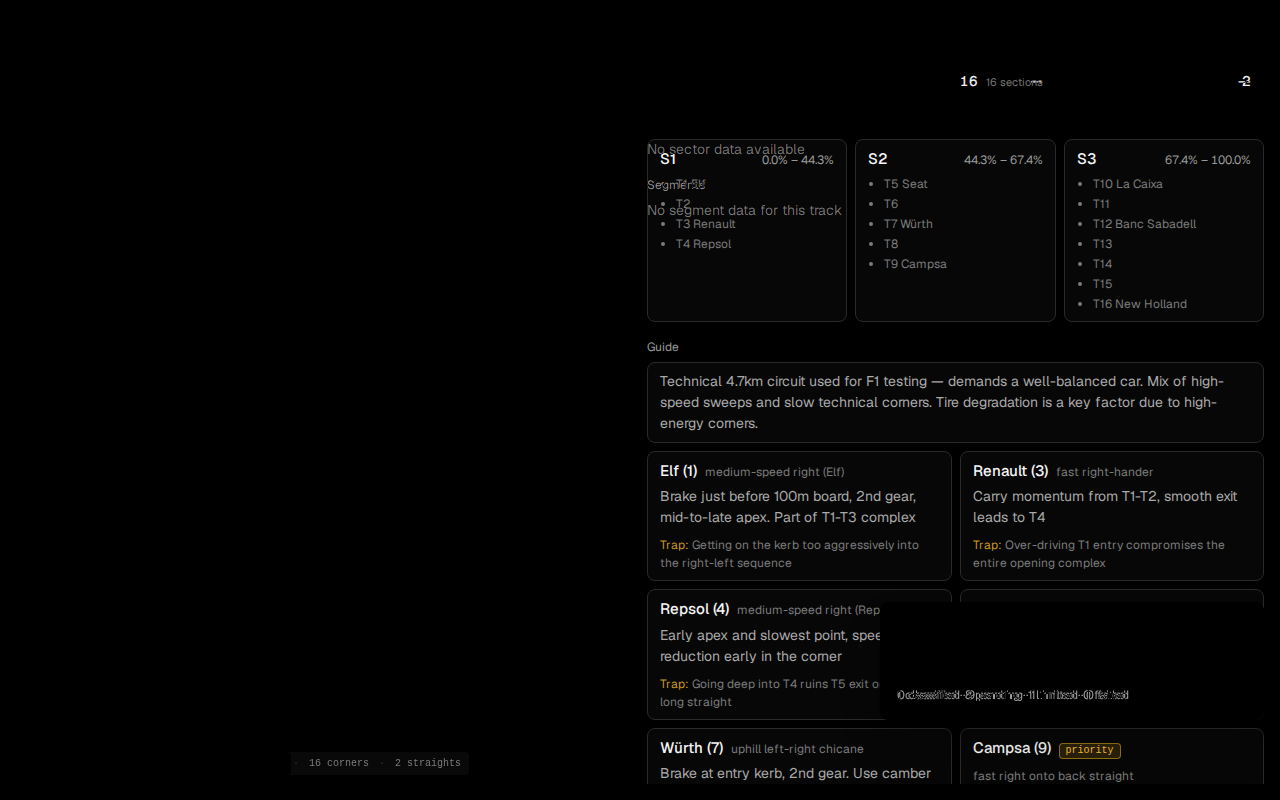 16 16 sections
S1 0.0% – 44.3%
No sector data available
T2
No segment data for this track
T3 Renault
T4 Repsol
S2 44.3% – 67.4%
T5 Seat
T6
T7 Würth
T8
T9 Campsa
S3 67.4% – 100.0%
T10 La Caixa
T11
T12 Banc Sabadell
T13
T14
T15
T16 New Holland
Guide
Technical 4.7km circuit used for F1 testing — demands a well-balanced car. Mix of high-
speed sweeps and slow technical corners. Tire degradation is a key factor due to high-
energy corners.
Elf (1) medium-speed right (Elf)
Brake just before 100m board, 2nd gear,
mid-to-late apex. Part of T1-T3 complex
Trap: Getting on the kerb too aggressively into
the right-left sequence
Renault (3) fast right-hander
Carry momentum from T1-T2, smooth exit
leads to T4
Trap: Over-driving T1 entry compromises the
entire opening complex
Repsol (4) medium-speed right
Early apex and slowest point,
reduction early in the corner
Trap: Going deep into T4 ruins T5 exit
long straight
Würth (7) uphill left-right chicane
Brake at entry kerb, 2nd gear. Use camber
Campsa (9) priority
fast right onto back straight
· 16 corners · 2 straights